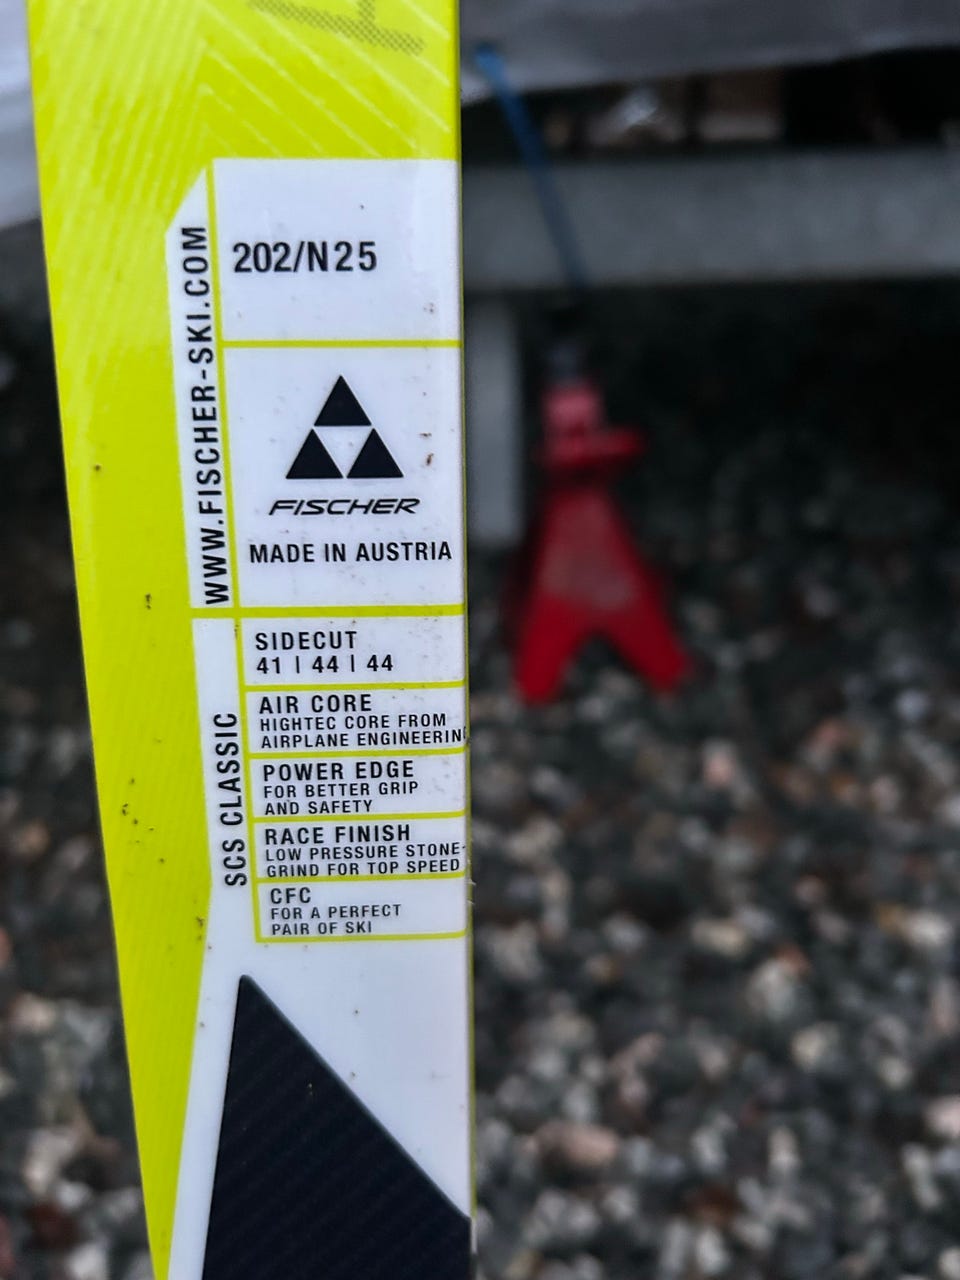 WWW.FISCHER-SKI.COM
202/N25
FISCHER
MADE IN AUSTRIA
SCS CLASSIC
SIDECUT
41 | 44 | 44
AIR CORE
HIGHTEC CORE FROM
AIRPLANE ENGINEERING
POWER EDGE
FOR BETTER GRIP
AND SAFETY
RACE FINISH
LOW PRESSURE STONE-
GRIND FOR TOP SPEED
CFC
FOR A PERFECT
PAIR OF SKI